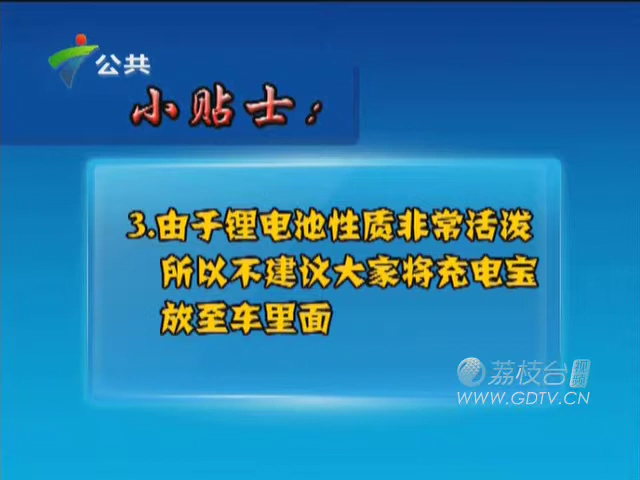 公共
小贴士：
3.由于锂电池性质非常活泼
所以不建议大家将充电宝
放至车里面
荔枝台视频
WWW.GDTV.CN